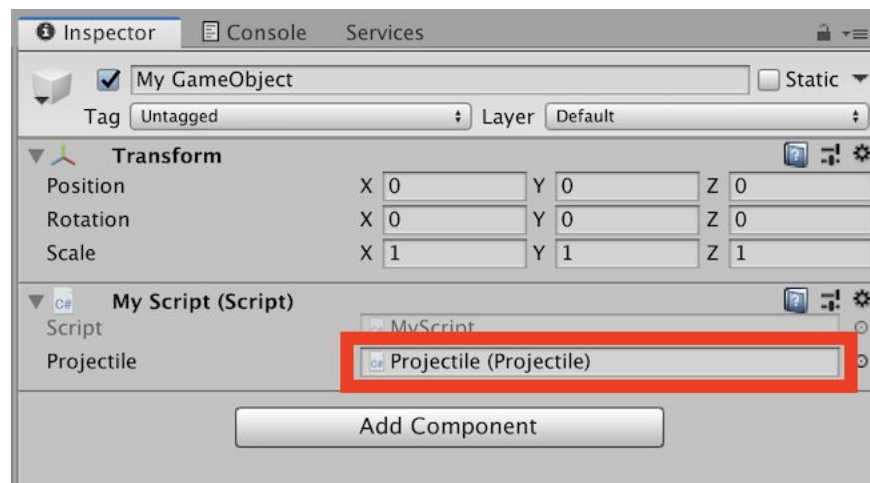 Inspector Console Services
My GameObject Static
Tag Untagged Layer Default
Transform
Position X 0 Y 0 Z 0
Rotation X 0 Y 0 Z 0
Scale X 1 Y 1 Z 1
C# My Script (Script)
Script MyScript
Projectile C# Projectile (Projectile)
Add Component